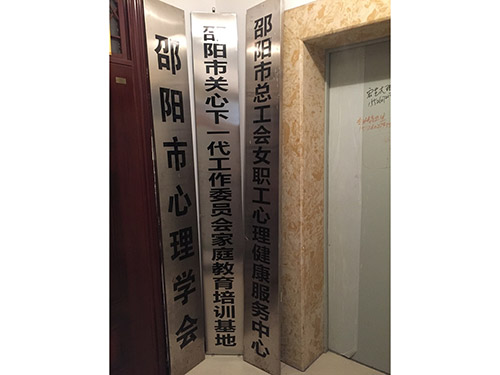 邵阳市心理学会
邵阳市关心下一代工作委员会家庭教育培训基地
邵阳市总工会女职工心理健康服务中心